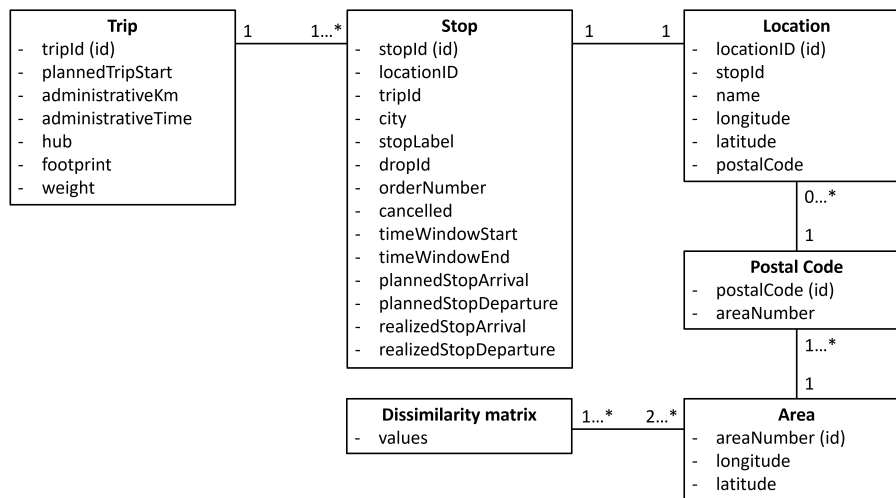 Trip
- tripId (id)
- plannedTripStart
- administrativeKm
- administrativeTime
- hub
- footprint
- weight
1
1...*
Stop
- stopId (id)
- locationID
- tripId
- city
- stopLabel
- dropId
- orderNumber
- cancelled
- timeWindowStart
- timeWindowEnd
- plannedStopArrival
- plannedStopDeparture
- realizedStopArrival
- realizedStopDeparture
1
1
Location
- locationID (id)
- stopId
- name
- longitude
- latitude
- postalCode
0...*
1
Postal Code
- postalCode (id)
- areaNumber
1...*
1
Dissimilarity matrix
- values
1...*
2...*
Area
- areaNumber (id)
- longitude
- latitude